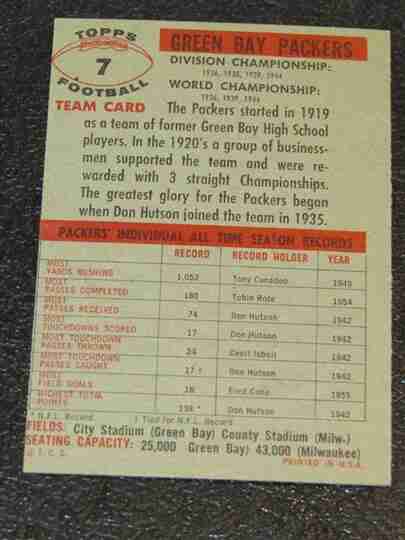 TOPPS
7
FOOTBALL
GREEN BAY PACKERS
DIVISION CHAMPIONSHIP:
1936, 1938, 1939, 1944
WORLD CHAMPIONSHIP:
1936, 1939, 1944
TEAM CARD
The Packers started in 1919
as a team of former Green Bay High School
players. In the 1920's a group of business-
men supported the team and were re-
warded with 3 straight Championships.
The greatest glory for the Packers began
when Don Hutson joined the team in 1935.
PACKERS' INDIVIDUAL ALL TIME SEASON RECORDS
RECORD RECORD HOLDER YEAR
MOST YARDS RUSHING 1,052 Tony Canadeo 1949
MOST PASSES COMPLETED 180 Tobin Rote 1954
MOST PASSES RECEIVED 74 Don Hutson 1942
MOST TOUCHDOWNS SCORED 17 Don Hutson 1942
MOST TOUCHDOWN PASSES THROWN 24 Cecil Isbell 1942
MOST TOUCHDOWN PASSES CAUGHT 17 † Don Hutson 1942
MOST FIELD GOALS 16 Fred Cone 1955
HIGHEST TOTAL POINTS 138 * Don Hutson 1942
* N.F.L. Record † Tied for N.F.L. Record
FIELDS: City Stadium (Green Bay) County Stadium (Milw.)
SEATING CAPACITY: 25,000 Green Bay) 43,000 (Milwaukee)
© T.C.G. PRINTED IN U.S.A.